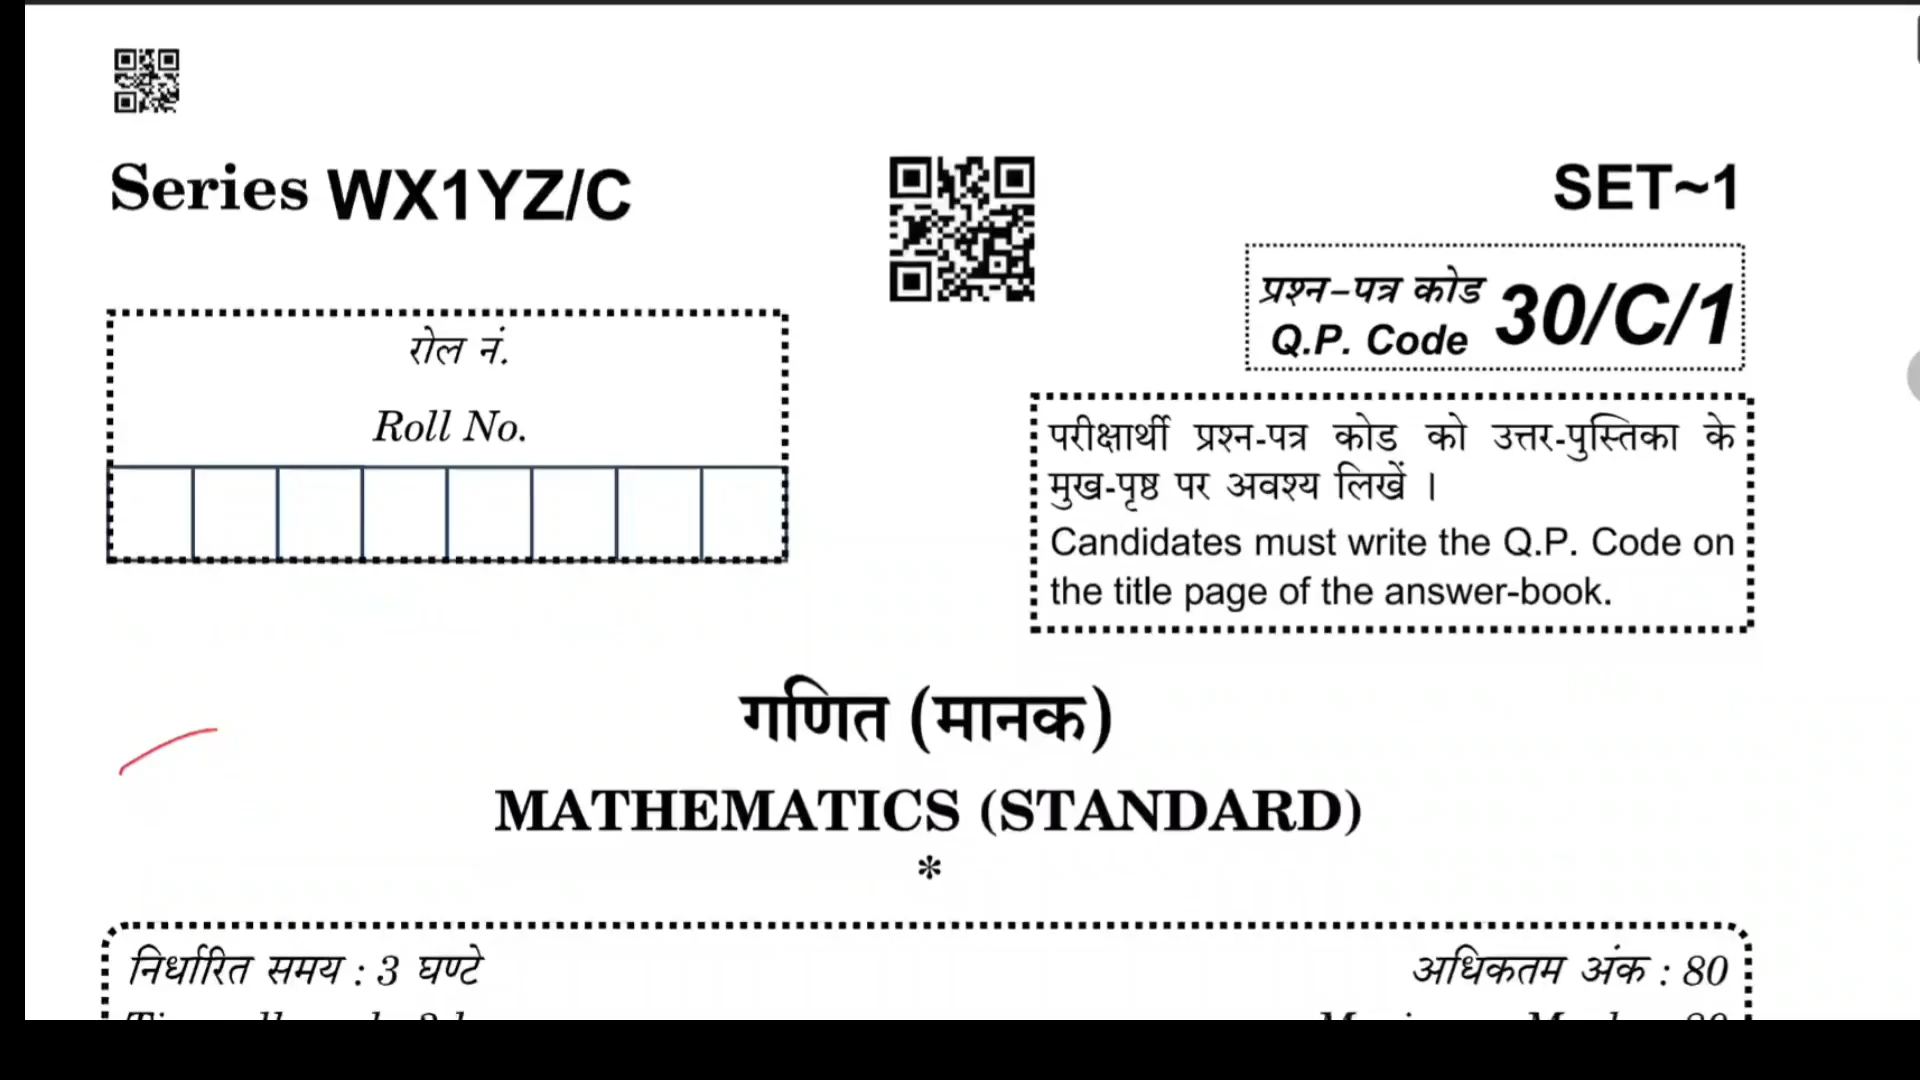 Series WX1YZ/C
SET~1
प्रश्न-पत्र कोड
Q.P. Code
30/C/1
रोल नं.
Roll No.
परीक्षार्थी प्रश्न-पत्र कोड को उत्तर-पुस्तिका के
मुख-पृष्ठ पर अवश्य लिखें ।
Candidates must write the Q.P. Code on
the title page of the answer-book.
गणित (मानक)
MATHEMATICS (STANDARD)
*
निर्धारित समय : 3 घण्टे
अधिकतम अंक : 80